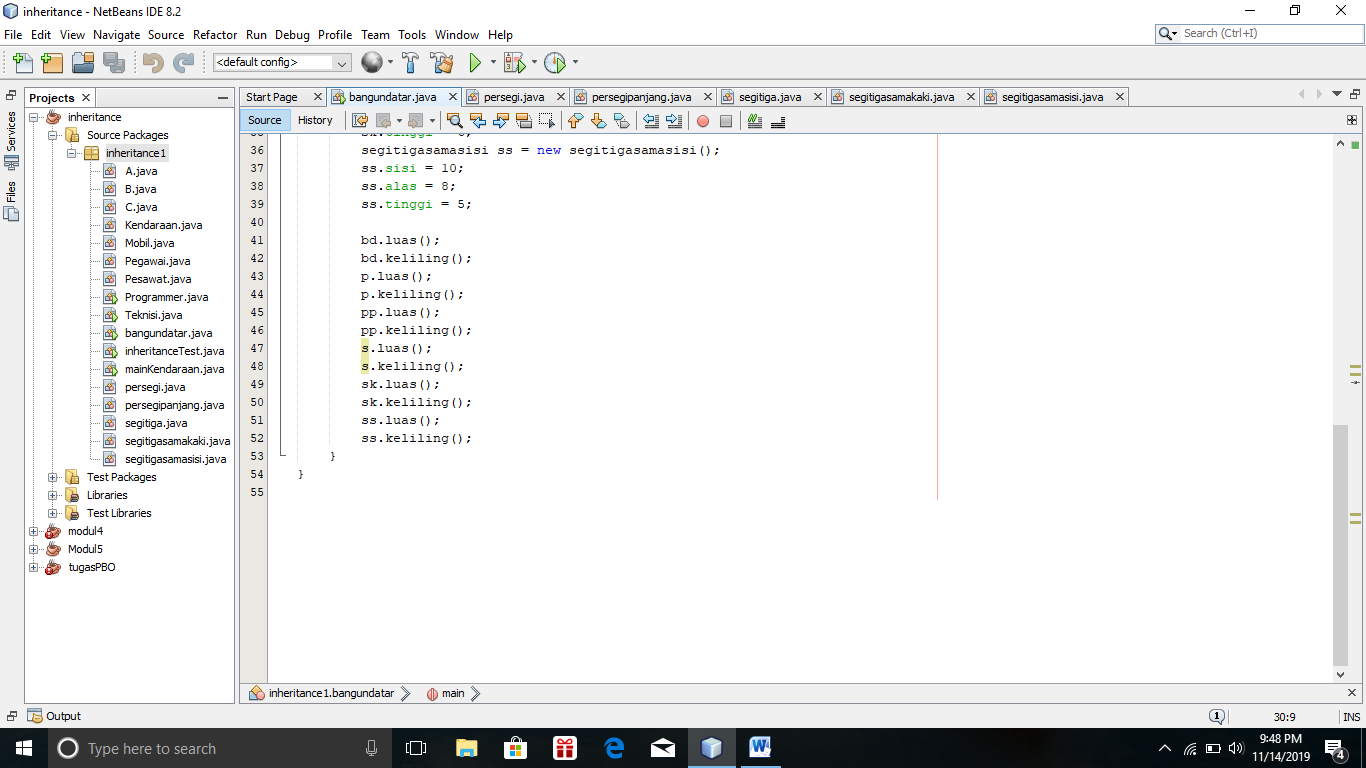 inheritance - NetBeans IDE 8.2
File Edit View Navigate Source Refactor Run Debug Profile Team Tools Window Help
Search (Ctrl+I)
<default config>
Projects
Services
Files
inheritance
Source Packages
inheritance1
A.java
B.java
C.java
Kendaraan.java
Mobil.java
Pegawai.java
Pesawat.java
Programmer.java
Teknisi.java
bangundatar.java
inheritanceTest.java
mainKendaraan.java
persegi.java
persegipanjang.java
segitiga.java
segitigasamakaki.java
segitigasamasisi.java
Test Packages
Libraries
Test Libraries
modul4
Modul5
tugasPBO
Start Page bangundatar.java persegi.java persegipanjang.java segitiga.java segitigasamakaki.java segitigasamasisi.java
Source History
36 segitigasamasisi ss = new segitigasamasisi();
37 ss.sisi = 10;
38 ss.alas = 8;
39 ss.tinggi = 5;
40
41 bd.luas();
42 bd.keliling();
43 p.luas();
44 p.keliling();
45 pp.luas();
46 pp.keliling();
47 s.luas();
48 s.keliling();
49 sk.luas();
50 sk.keliling();
51 ss.luas();
52 ss.keliling();
53 }
54 }
55
inheritance1.bangundatar main
Output
1 30:9 INS
Type here to search
9:48 PM
11/14/2019
4